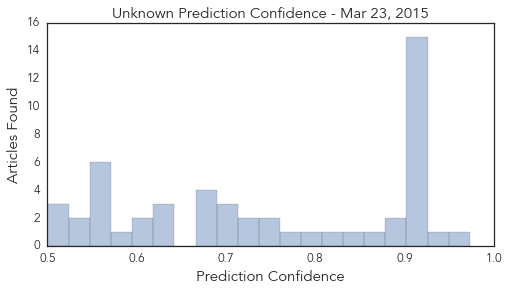 Unknown Prediction Confidence - Mar 23, 2015
16
14
12
10
8
6
4
2
0
Articles Found
0.5 0.6 0.7 0.8 0.9 1.0
Prediction Confidence